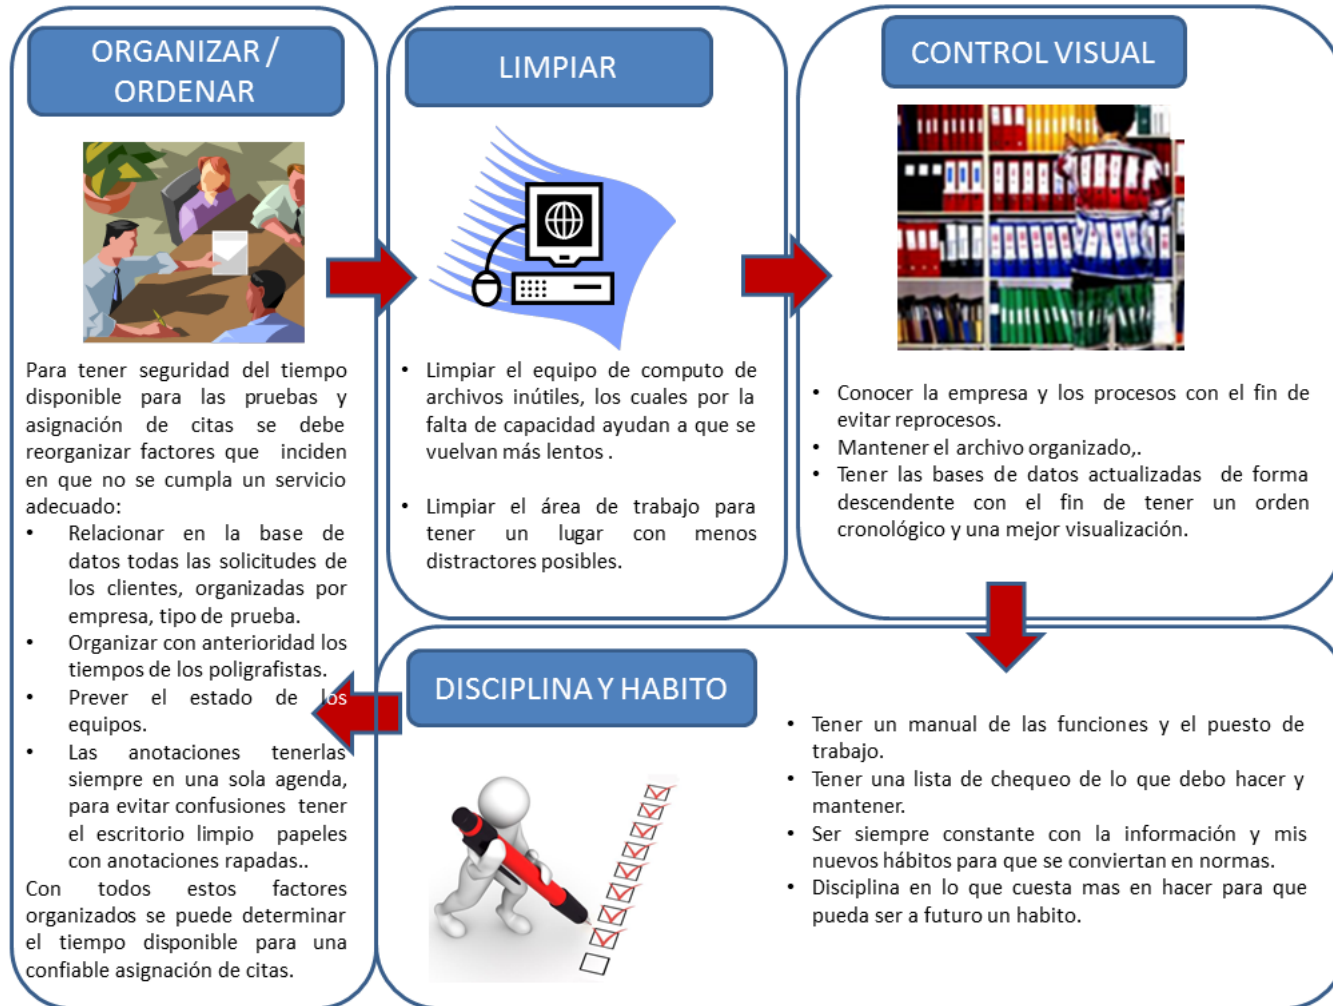 ORGANIZAR /
ORDENAR
Para tener seguridad del tiempo
disponible para las pruebas y
asignación de citas se debe
reorganizar factores que inciden
en que no se cumpla un servicio
adecuado:
• Relacionar en la base de
datos todas las solicitudes de
los clientes, organizadas por
empresa, tipo de prueba.
• Organizar con anterioridad los
tiempos de los poligrafistas.
• Prever el estado de los
equipos.
• Las anotaciones tenerlas
siempre en una sola agenda,
para evitar confusiones tener
el escritorio limpio papeles
con anotaciones rapadas..
Con todos estos factores
organizados se puede determinar
el tiempo disponible para una
confiable asignación de citas.
LIMPIAR
• Limpiar el equipo de computo de
archivos inútiles, los cuales por la
falta de capacidad ayudan a que se
vuelvan más lentos .
• Limpiar el área de trabajo para
tener un lugar con menos
distractores posibles.
CONTROL VISUAL
• Conocer la empresa y los procesos con el fin de
evitar reprocesos.
• Mantener el archivo organizado,.
• Tener las bases de datos actualizadas de forma
descendente con el fin de tener un orden
cronológico y una mejor visualización.
DISCIPLINA Y HABITO
• Tener un manual de las funciones y el puesto de
trabajo.
• Tener una lista de chequeo de lo que debo hacer y
mantener.
• Ser siempre constante con la información y mis
nuevos hábitos para que se conviertan en normas.
• Disciplina en lo que cuesta mas en hacer para que
pueda ser a futuro un habito.